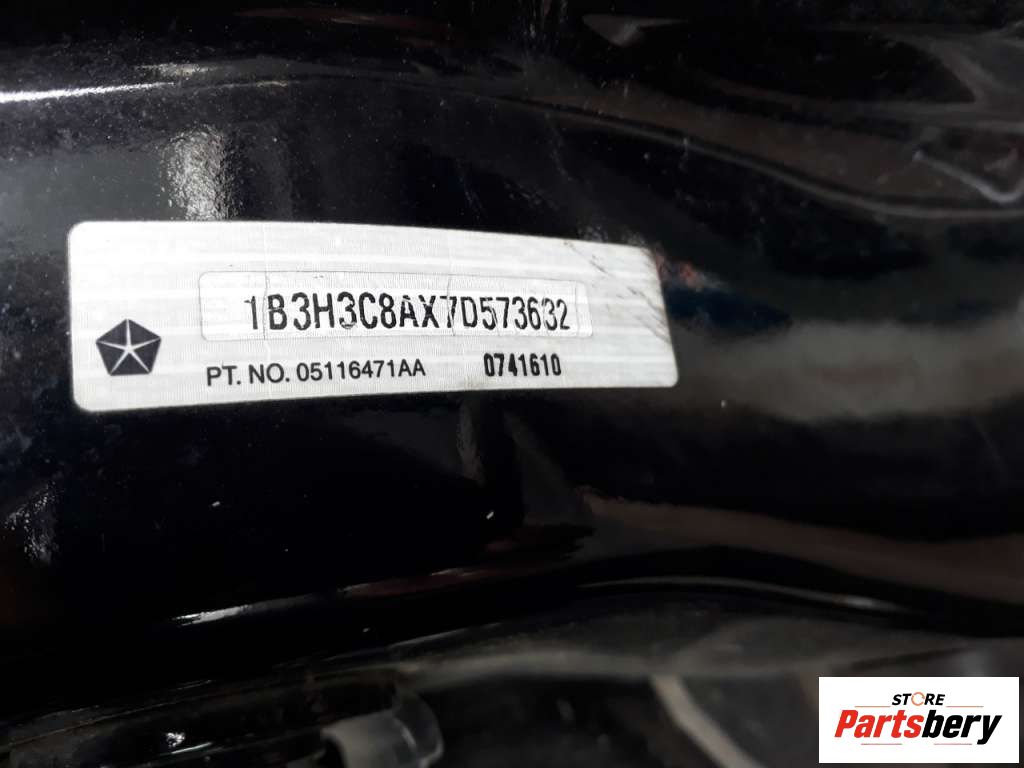 1B3H3C8AX7D573632
PT. NO. 05116471AA 0741610
STORE
Partsbery